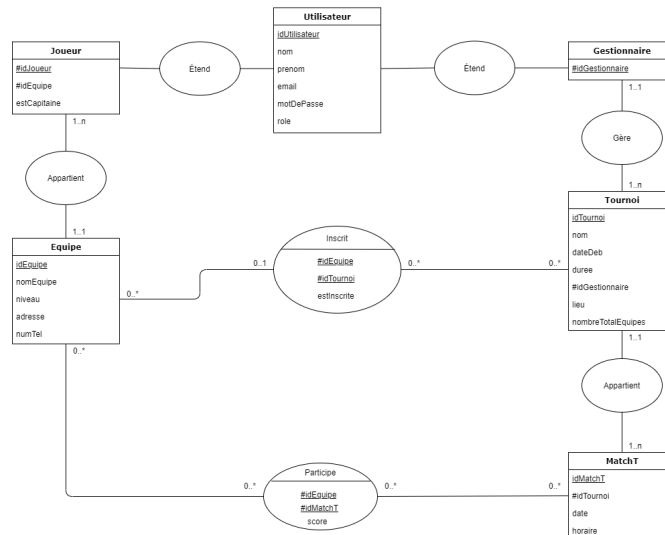 Utilisateur
idUtilisateur
nom
prenom
email
motDePasse
role
Joueur
#idJoueur
#idEquipe
estCapitaine
Étend
Étend
Gestionnaire
#idGestionnaire
1..n
1..1
Appartient
Gère
1..1
1..n
Equipe
idEquipe
nomEquipe
niveau
adresse
numTel
Inscrit
#idEquipe
#idTournoi
estInscrite
0..*
0..1
0..*
0..*
Tournoi
idTournoi
nom
dateDeb
duree
#idGestionnaire
lieu
nombreTotalEquipes
0..*
1..1
Appartient
1..n
Participe
#idEquipe
#idMatchT
score
0..*
0..*
0..*
MatchT
idMatchT
#idTournoi
date
horaire